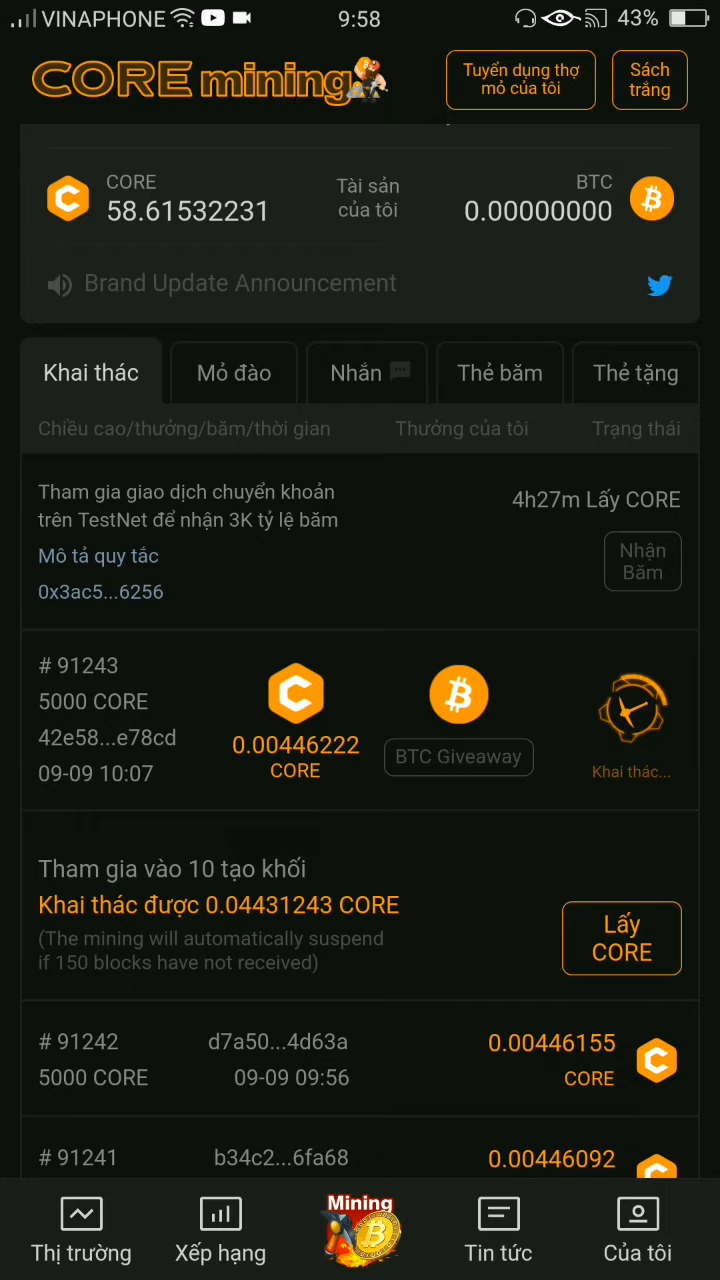 VINAPHONE 9:58 43%
CORE mining
Tuyển dụng thợ
mỏ của tôi
Sách
trắng
CORE
58.61532231
Tài sản
của tôi
BTC
0.00000000
Brand Update Announcement
Khai thác Mỏ đào Nhắn Thẻ băm Thẻ tặng
Chiều cao/thưởng/băm/thời gian Thưởng của tôi Trạng thái
Tham gia giao dịch chuyển khoản
trên TestNet để nhận 3K tỷ lệ băm
Mô tả quy tắc
0x3ac5...6256
4h27m Lấy CORE
Nhận
Băm
# 91243
5000 CORE
42e58...e78cd
09-09 10:07
0.00446222
CORE
BTC Giveaway
Khai thác...
Tham gia vào 10 tạo khối
Khai thác được 0.04431243 CORE
(The mining will automatically suspend
if 150 blocks have not received)
Lấy
CORE
# 91242 d7a50...4d63a 0.00446155
5000 CORE 09-09 09:56 CORE
# 91241 b34c2...6fa68 0.00446092
Mining
Thị trường Xếp hạng Tin tức Của tôi